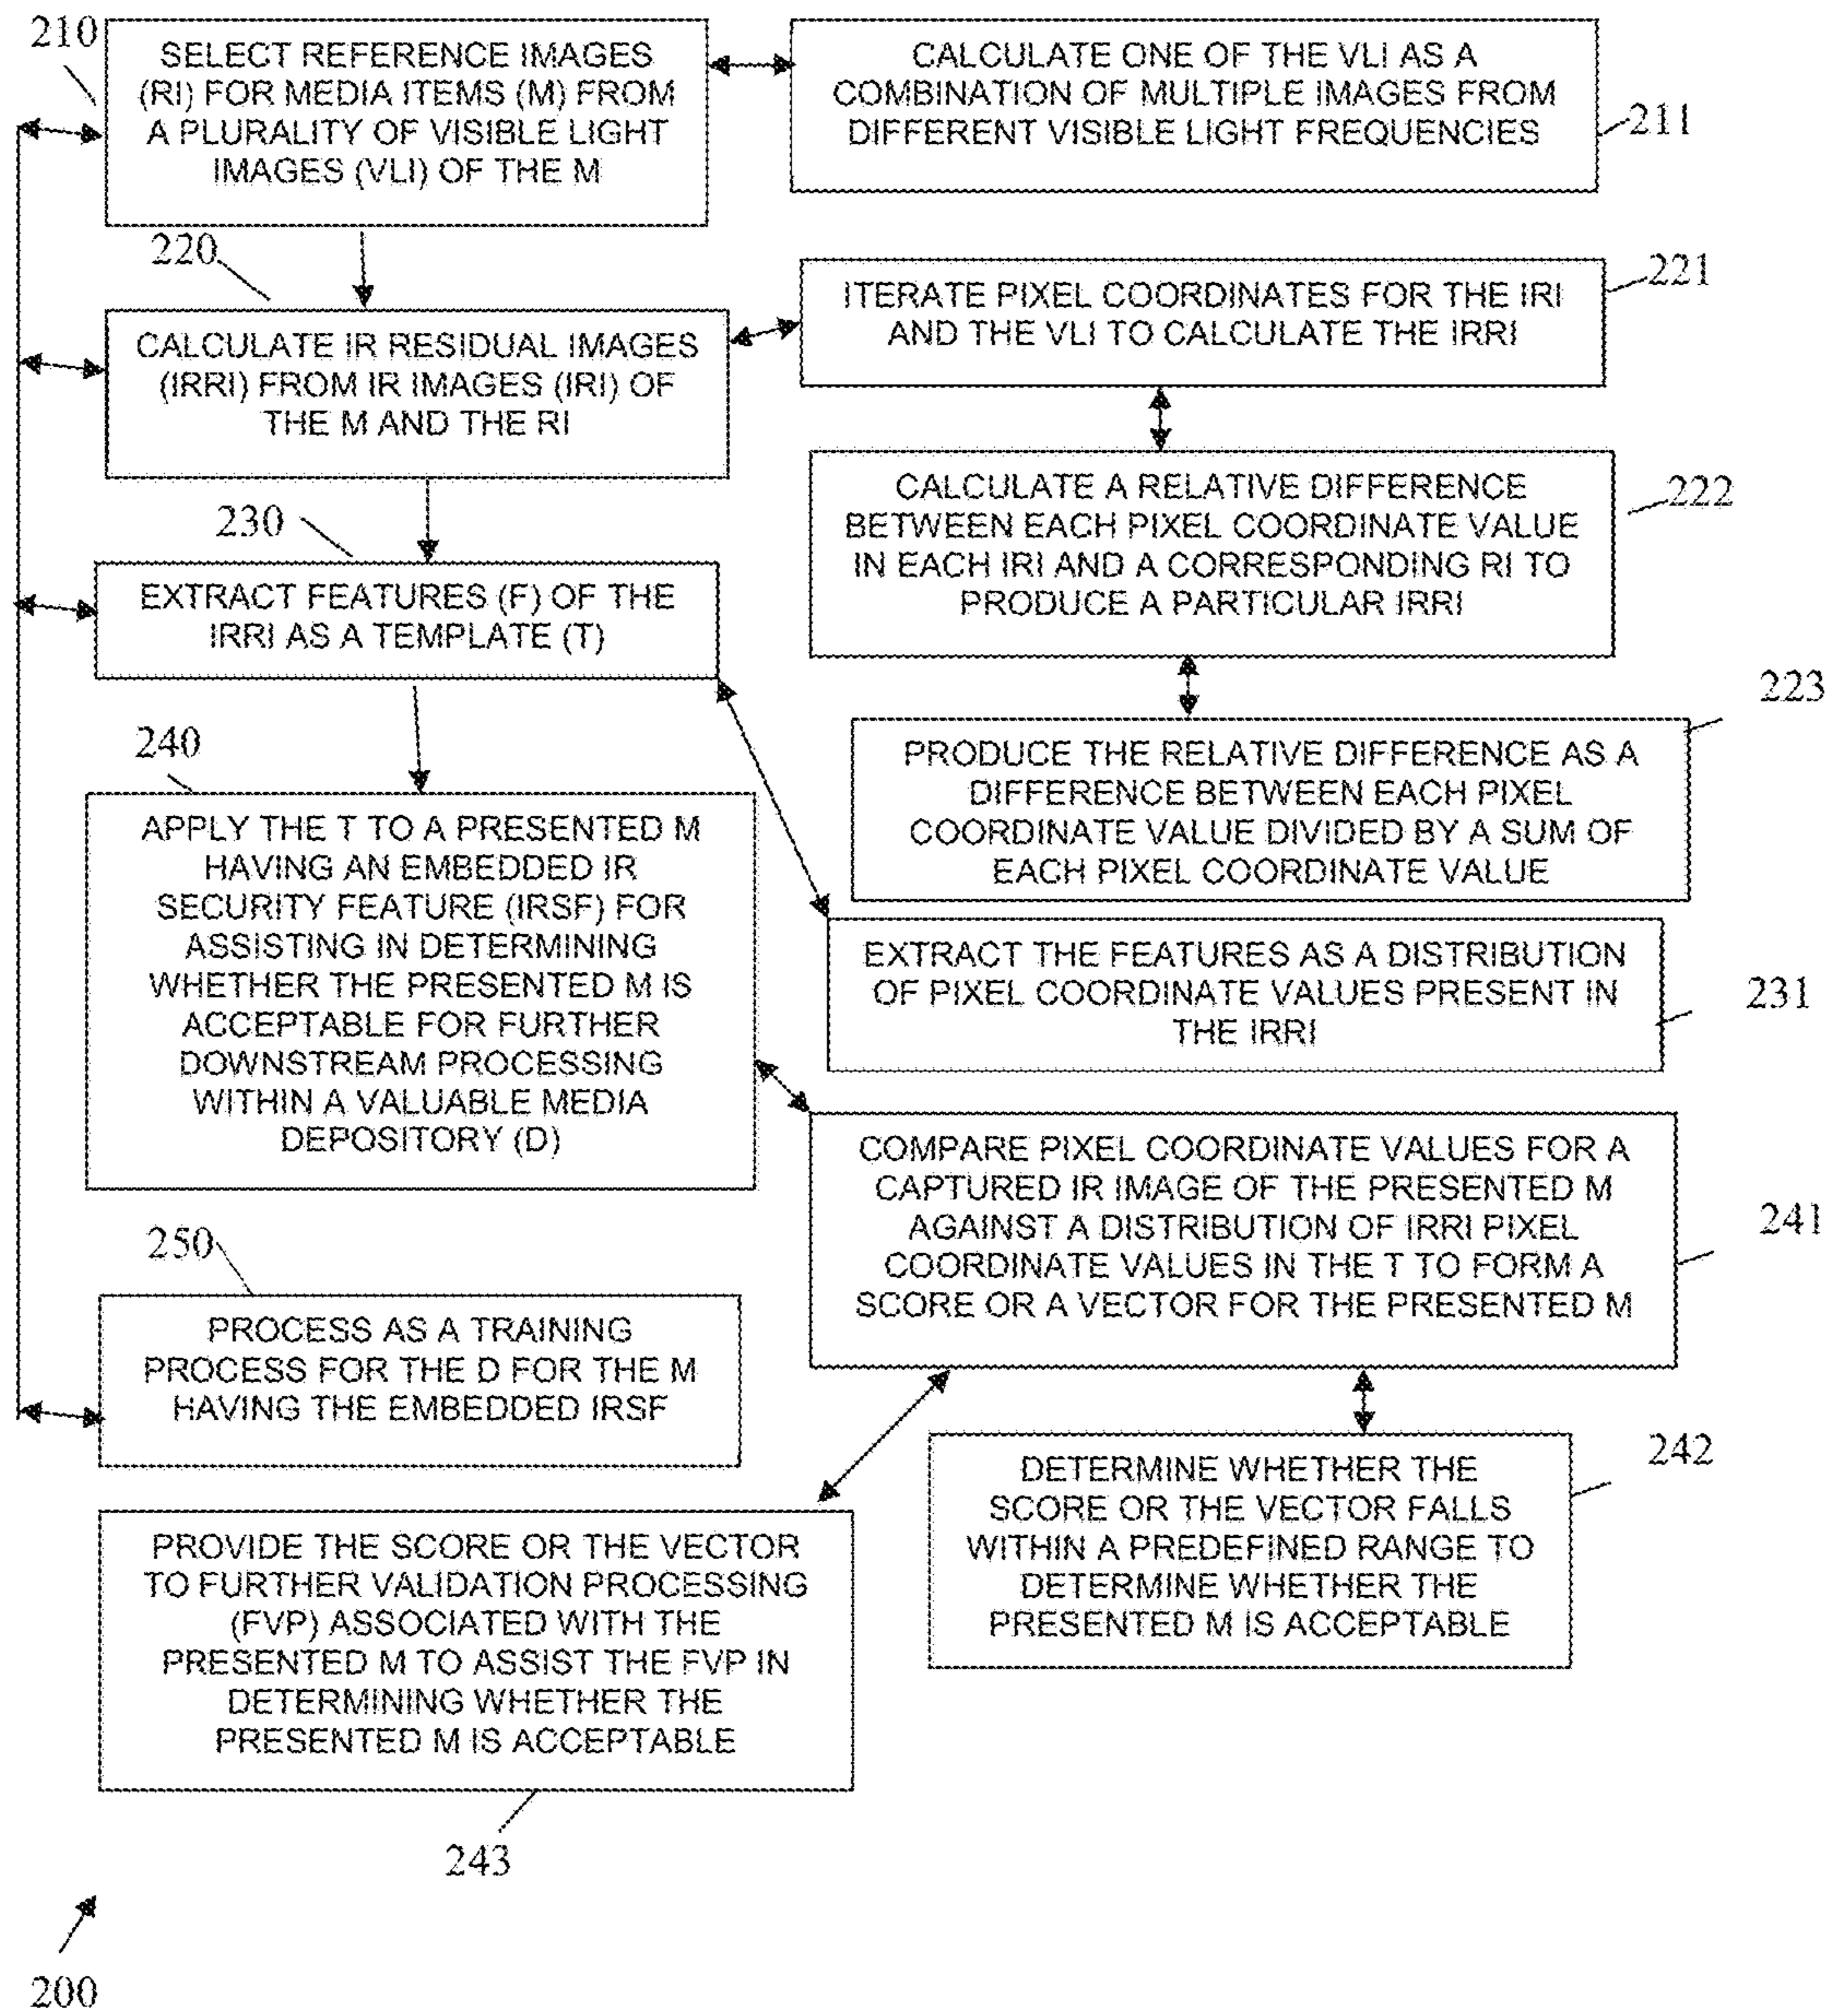 210
SELECT REFERENCE IMAGES
(RI) FOR MEDIA ITEMS (M) FROM
A PLURALITY OF VISIBLE LIGHT
IMAGES (VLI) OF THE M
CALCULATE ONE OF THE VLI AS A
COMBINATION OF MULTIPLE IMAGES FROM
DIFFERENT VISIBLE LIGHT FREQUENCIES
211
220
CALCULATE IR RESIDUAL IMAGES
(IRRI) FROM IR IMAGES (IRI) OF
THE M AND THE RI
ITERATE PIXEL COORDINATES FOR THE IRI
AND THE VLI TO CALCULATE THE IRRI
221
CALCULATE A RELATIVE DIFFERENCE
BETWEEN EACH PIXEL COORDINATE VALUE
IN EACH IRI AND A CORRESPONDING RI TO
PRODUCE A PARTICULAR IRRI
222
230
EXTRACT FEATURES (F) OF THE
IRRI AS A TEMPLATE (T)
223
PRODUCE THE RELATIVE DIFFERENCE AS A
DIFFERENCE BETWEEN EACH PIXEL
COORDINATE VALUE DIVIDED BY A SUM OF
EACH PIXEL COORDINATE VALUE
240
APPLY THE T TO A PRESENTED M
HAVING AN EMBEDDED IR
SECURITY FEATURE (IRSF) FOR
ASSISTING IN DETERMINING
WHETHER THE PRESENTED M IS
ACCEPTABLE FOR FURTHER
DOWNSTREAM PROCESSING
WITHIN A VALUABLE MEDIA
DEPOSITORY (D)
EXTRACT THE FEATURES AS A DISTRIBUTION
OF PIXEL COORDINATE VALUES PRESENT IN
THE IRRI
231
COMPARE PIXEL COORDINATE VALUES FOR A
CAPTURED IR IMAGE OF THE PRESENTED M
AGAINST A DISTRIBUTION OF IRRI PIXEL
COORDINATE VALUES IN THE T TO FORM A
SCORE OR A VECTOR FOR THE PRESENTED M
241
250
PROCESS AS A TRAINING
PROCESS FOR THE D FOR THE M
HAVING THE EMBEDDED IRSF
DETERMINE WHETHER THE
SCORE OR THE VECTOR FALLS
WITHIN A PREDEFINED RANGE TO
DETERMINE WHETHER THE
PRESENTED M IS ACCEPTABLE
242
PROVIDE THE SCORE OR THE VECTOR
TO FURTHER VALIDATION PROCESSING
(FVP) ASSOCIATED WITH THE
PRESENTED M TO ASSIST THE FVP IN
DETERMINING WHETHER THE
PRESENTED M IS ACCEPTABLE
243
200